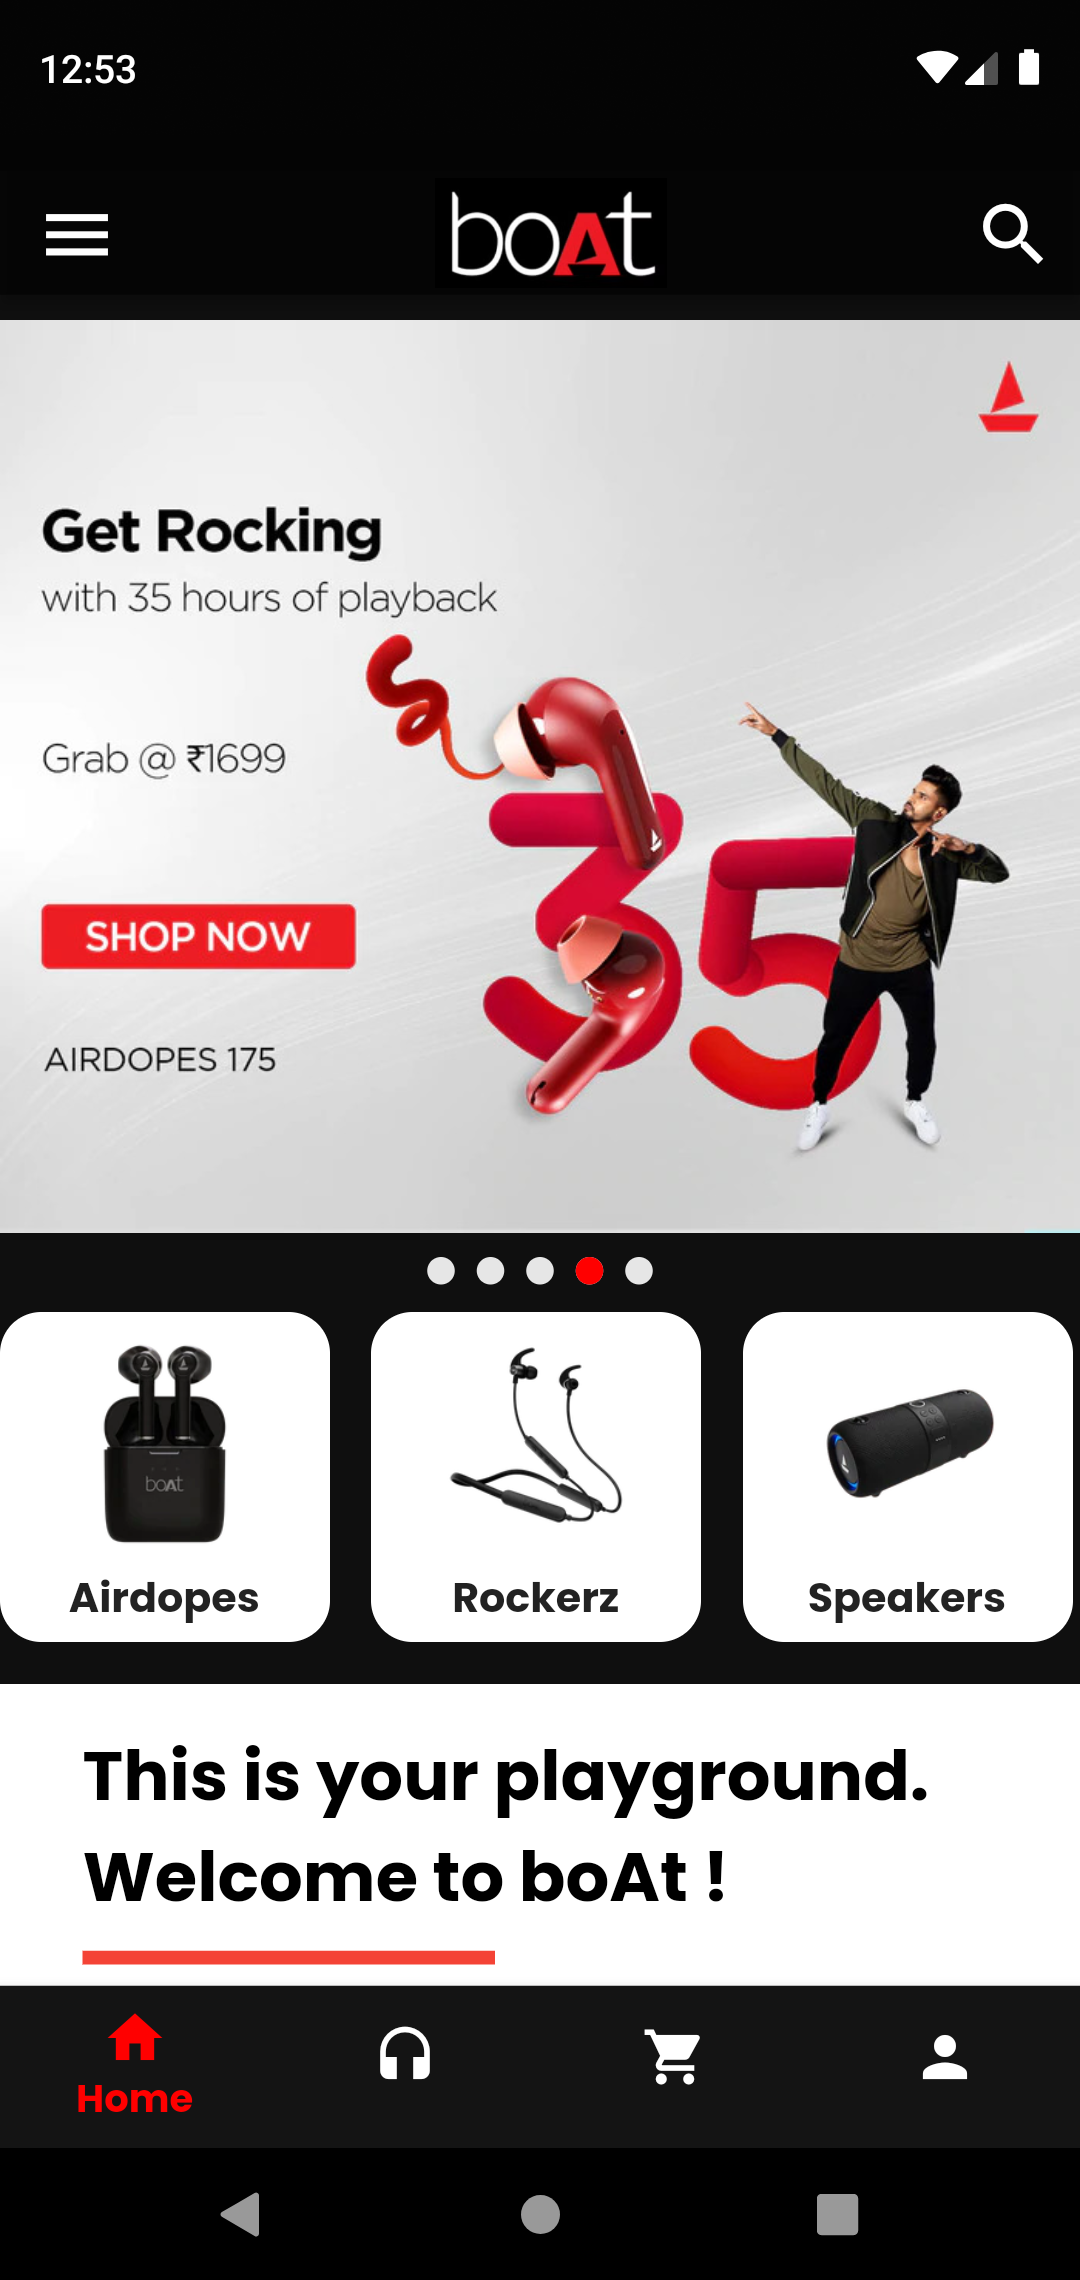 12:53
boAt
Get Rocking
with 35 hours of playback
Grab @ ₹1699
35
SHOP NOW
AIRDOPES 175
boAt
Airdopes
Rockerz
Speakers
This is your playground.
Welcome to boAt !
Home